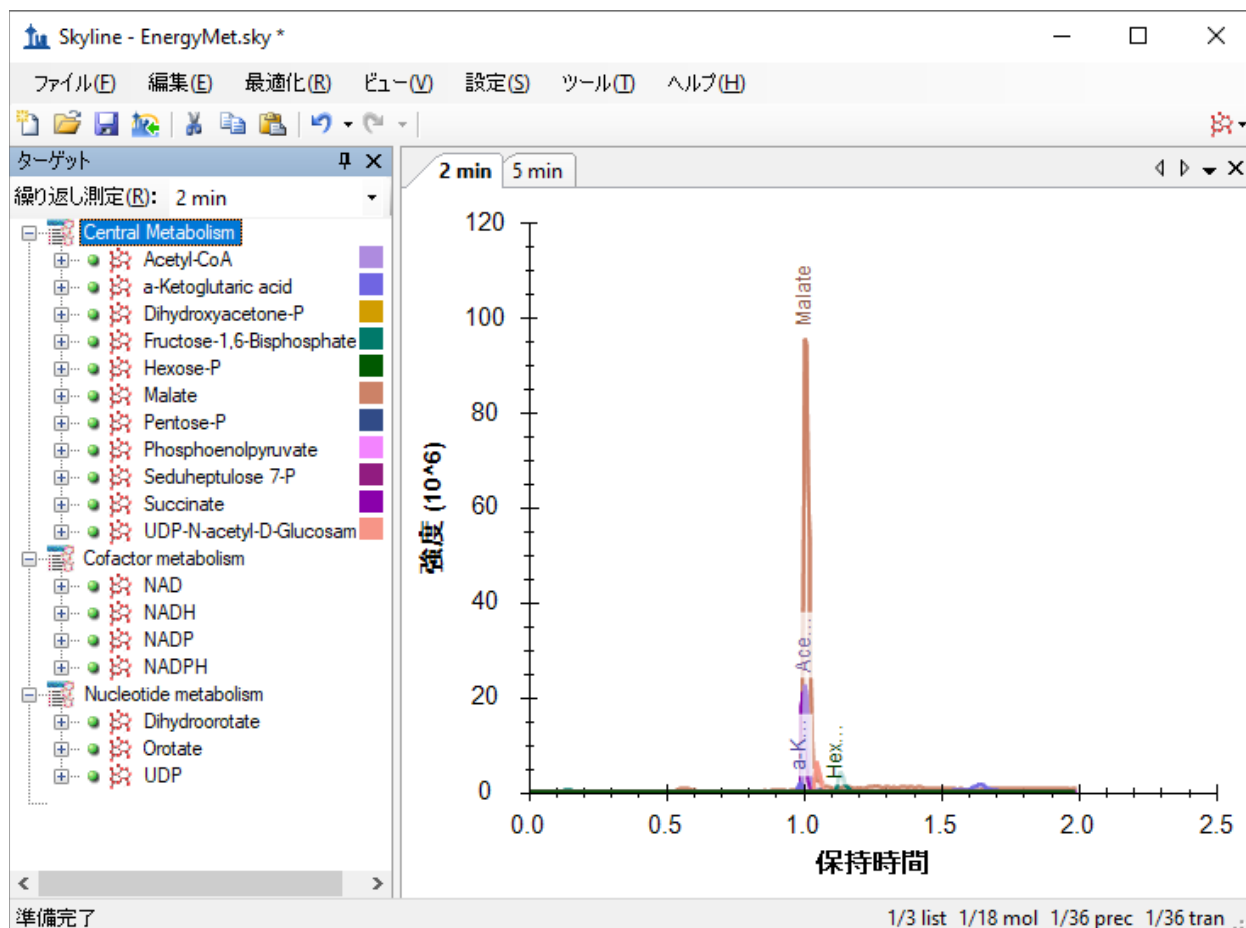 Skyline - EnergyMet.sky *
ファイル(F) 編集(E) 最適化(R) ビュー(V) 設定(S) ツール(T) ヘルプ(H)
ターゲット
繰り返し測定(R): 2 min
Central Metabolism
Acetyl-CoA
a-Ketoglutaric acid
Dihydroxyacetone-P
Fructose-1,6-Bisphosphate
Hexose-P
Malate
Pentose-P
Phosphoenolpyruvate
Seduheptulose 7-P
Succinate
UDP-N-acetyl-D-Glucosam
Cofactor metabolism
NAD
NADH
NADP
NADPH
Nucleotide metabolism
Dihydroorotate
Orotate
UDP
2 min 5 min
120
100
80
60
40
20
0
強度 (10^6)
Malate
Ace...
a-K...
Hex...
0.0 0.5 1.0 1.5 2.0 2.5
保持時間
準備完了
1/3 list 1/18 mol 1/36 prec 1/36 tran